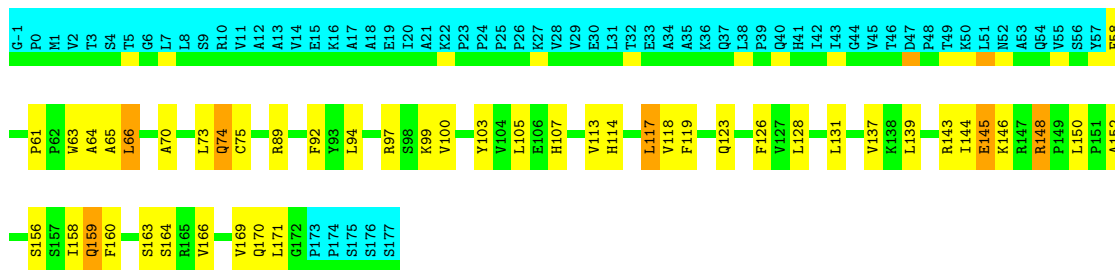 G-1 P0 M1 V2 T3 S4 T5 G6 L7 L8 S9 R10 V11 A12 A13 V14 E15 K16 A17 A18 E19 I20 A21 K22 P23 P24 P25 P26 K27 V28 V29 E30 L31 T32 E33 A34 A35 K36 Q37 L38 P39 Q40 H41 I42 I43 G44 V45 T46 D47 P48 T49 K50 L51 N52 A53 Q54 V55 S56 Y57 F58
P61 P62 W63 A64 A65 L66 A70 L73 Q74 C75 R89 F92 Y93 L94 R97 S98 K99 V100 Y103 V104 L105 E106 H107 V113 H114 L117 V118 F119 Q123 F126 V127 L128 L131 V137 K138 L139 R143 I144 E145 K146 R147 R148 P149 L150 P151 A152
S156 S157 I158 Q159 F160 S163 S164 R165 V166 V169 Q170 L171 G172 P173 P174 S175 S176 S177